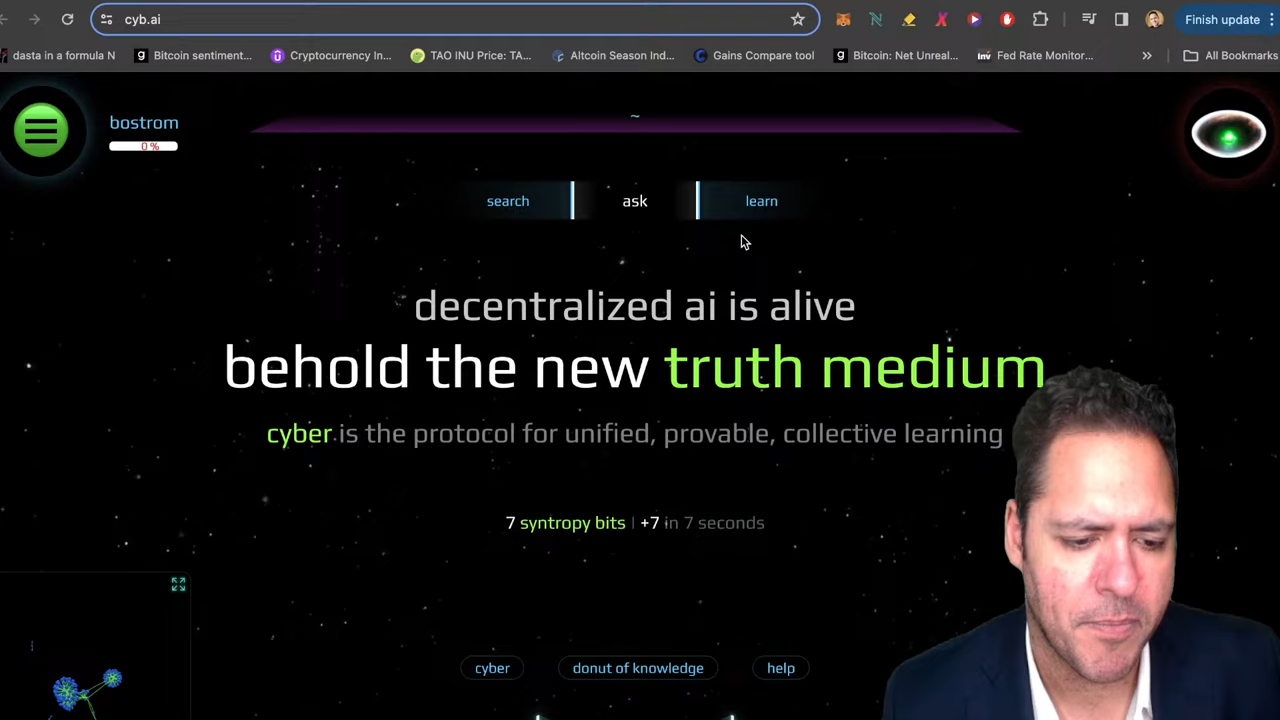 cyb.ai
Finish update
dasta in a formula N
Bitcoin sentiment...
Cryptocurrency In...
TAO INU Price: TA...
Altcoin Season Ind...
Gains Compare tool
Bitcoin: Net Unreal...
Fed Rate Monitor...
»
All Bookmarks
bostrom
0 %
~
search
ask
learn
decentralized ai is alive
behold the new truth medium
cyber is the protocol for unified, provable, collective learning
7 syntropy bits | +7 in 7 seconds
cyber
donut of knowledge
help